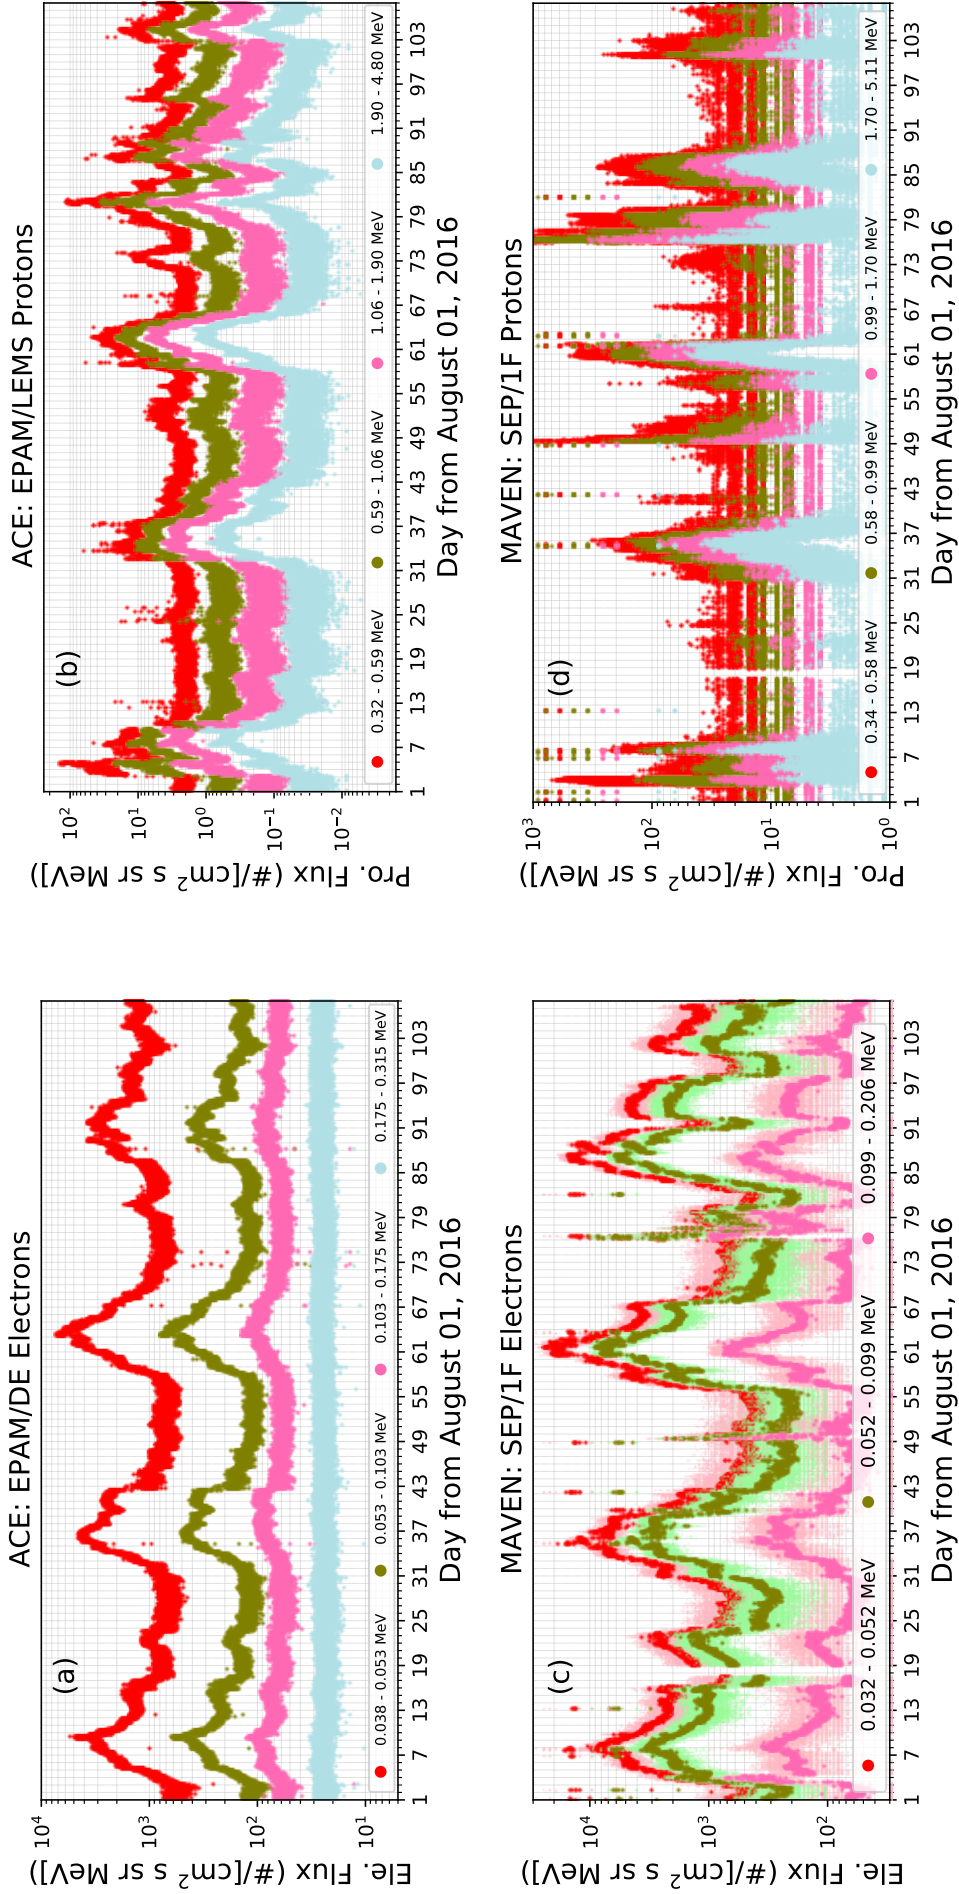 ACE: EPAM/DE Electrons
(a)
10⁴
10³
10²
10¹
Ele. Flux (#/[cm² s sr MeV])
0.038 - 0.053 MeV
0.053 - 0.103 MeV
0.103 - 0.175 MeV
0.175 - 0.315 MeV
1 7 13 19 25 31 37 43 49 55 61 67 73 79 85 91 97 103
Day from August 01, 2016
ACE: EPAM/LEMS Protons
(b)
10²
10¹
10⁰
10⁻¹
10⁻²
Pro. Flux (#/[cm² s sr MeV])
0.32 - 0.59 MeV
0.59 - 1.06 MeV
1.06 - 1.90 MeV
1.90 - 4.80 MeV
1 7 13 19 25 31 37 43 49 55 61 67 73 79 85 91 97 103
Day from August 01, 2016
MAVEN: SEP/1F Electrons
(c)
10⁴
10³
10²
Ele. Flux (#/[cm² s sr MeV])
0.032 - 0.052 MeV
0.052 - 0.099 MeV
0.099 - 0.206 MeV
1 7 13 19 25 31 37 43 49 55 61 67 73 79 85 91 97 103
Day from August 01, 2016
MAVEN: SEP/1F Protons
(d)
10³
10²
10¹
10⁰
Pro. Flux (#/[cm² s sr MeV])
0.34 - 0.58 MeV
0.58 - 0.99 MeV
0.99 - 1.70 MeV
1.70 - 5.11 MeV
1 7 13 19 25 31 37 43 49 55 61 67 73 79 85 91 97 103
Day from August 01, 2016